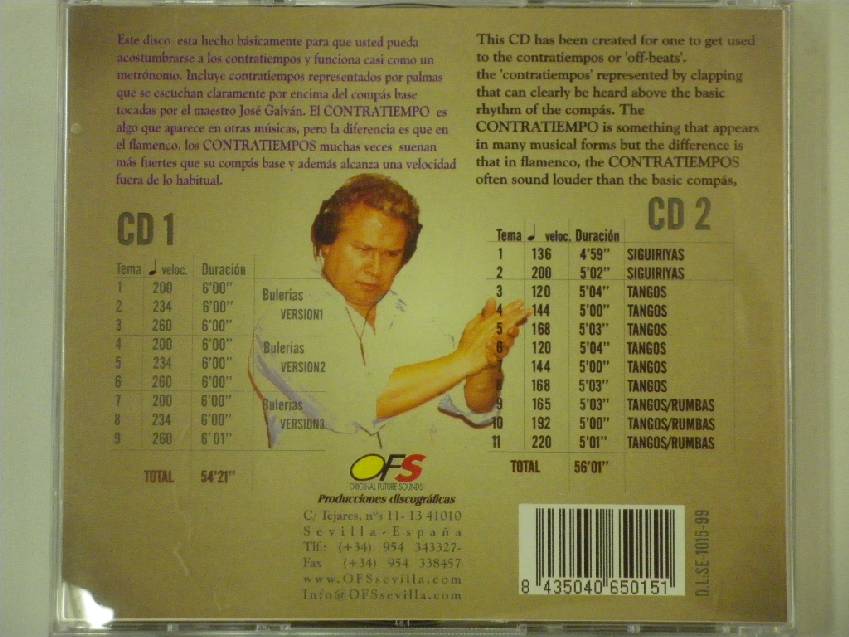 Este disco esta hecho básicamente para que usted pueda
acostumbrarse a los contratiempos y funciona casi como un
metrónomo. Incluye contratiempos representados por palmas
que se escuchan claramente por encima del compás base
tocadas por el maestro José Galván. El CONTRATIEMPO es
algo que aparece en otras músicas, pero la diferencia es que en
el flamenco, los CONTRATIEMPOS muchas veces suenan
más fuertes que su compás base y además alcanza una velocidad
fuera de lo habitual.
This CD has been created for one to get used
to the contratiempos or 'off-beats'.
the 'contratiempos' represented by clapping
that can clearly be heard above the basic
rhythm of the compás. The
CONTRATIEMPO is something that appears
in many musical forms but the difference is
that in flamenco, the CONTRATIEMPOS
often sound louder than the basic compás,
CD 1
Tema ♩ veloc. Duración
1 200 6'00"
2 234 6'00"
3 260 6'00"
4 200 6'00"
5 234 6'00"
6 260 6'00"
7 200 6'00"
8 234 6'00"
9 260 6'01"
Bulerías
VERSION1
Bulerías
VERSION2
Bulerías
VERSION3
TOTAL 54'21"
CD 2
Tema ♩ veloc. Duración
1 136 4'59" SIGUIRIYAS
2 200 5'02" SIGUIRIYAS
3 120 5'04" TANGOS
4 144 5'00" TANGOS
5 168 5'03" TANGOS
6 120 5'04" TANGOS
7 144 5'00" TANGOS
8 168 5'03" TANGOS
9 165 5'03" TANGOS/RUMBAS
10 192 5'00" TANGOS/RUMBAS
11 220 5'01" TANGOS/RUMBAS
TOTAL 56'01"
OFS
ORIGINAL FUTURE SOUNDS
Producciones discográficas
C/ Tejares, nºs 11- 13 41010
Sevilla-España
Tlf.: (+34) 954 343327-
Fax (+34) 954 338457
www.OFSsevilla.com
Info@OFSsevilla.com
8 435040 650151
D.L.SE-1015-99